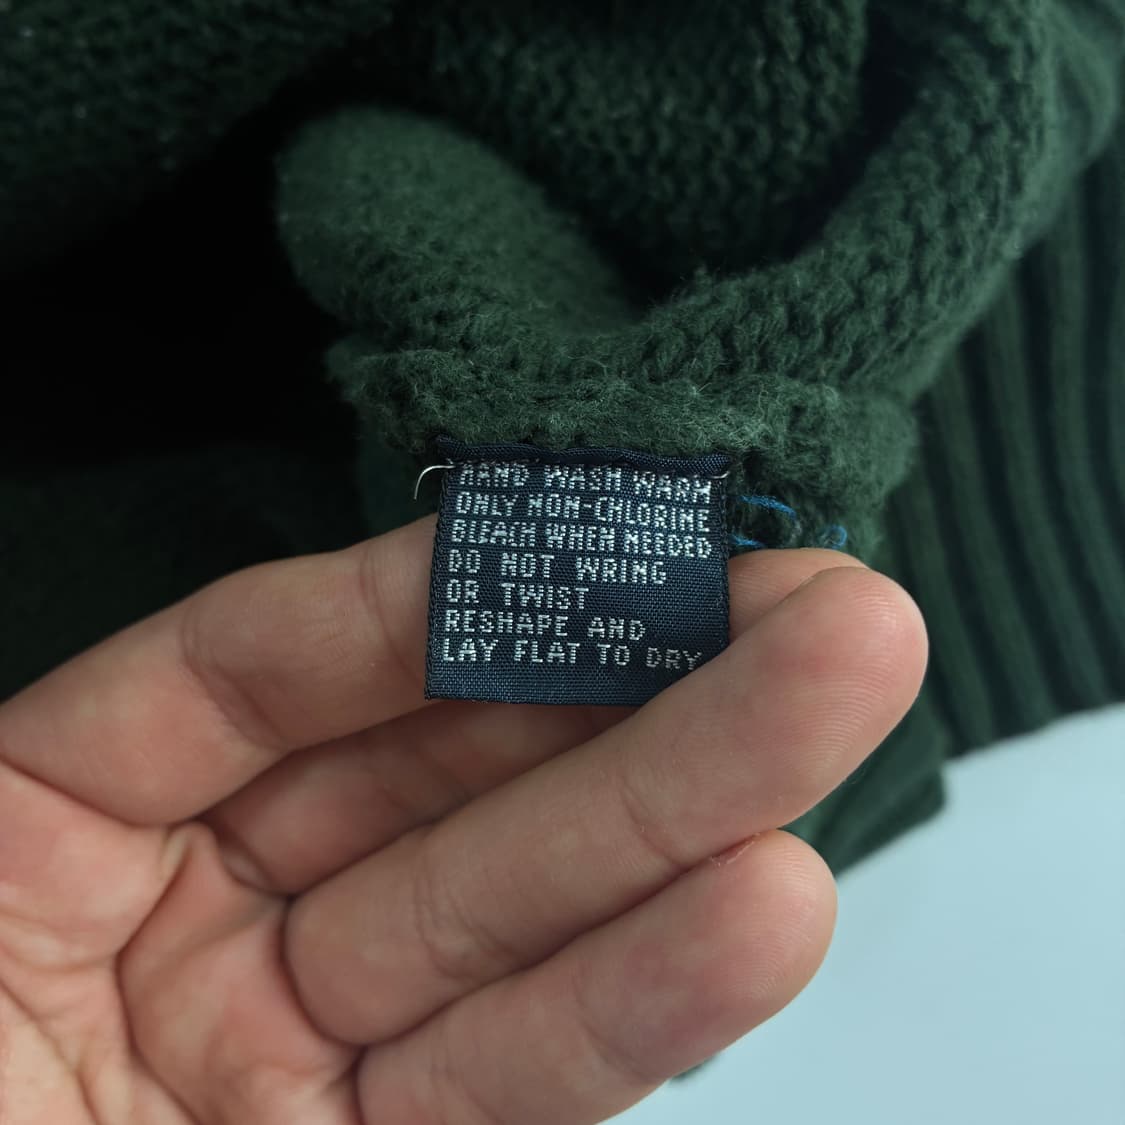 HAND WASH WARM
ONLY NON-CHLORINE
BLEACH WHEN NEEDED
DO NOT WRING
OR TWIST
RESHAPE AND
LAY FLAT TO DRY